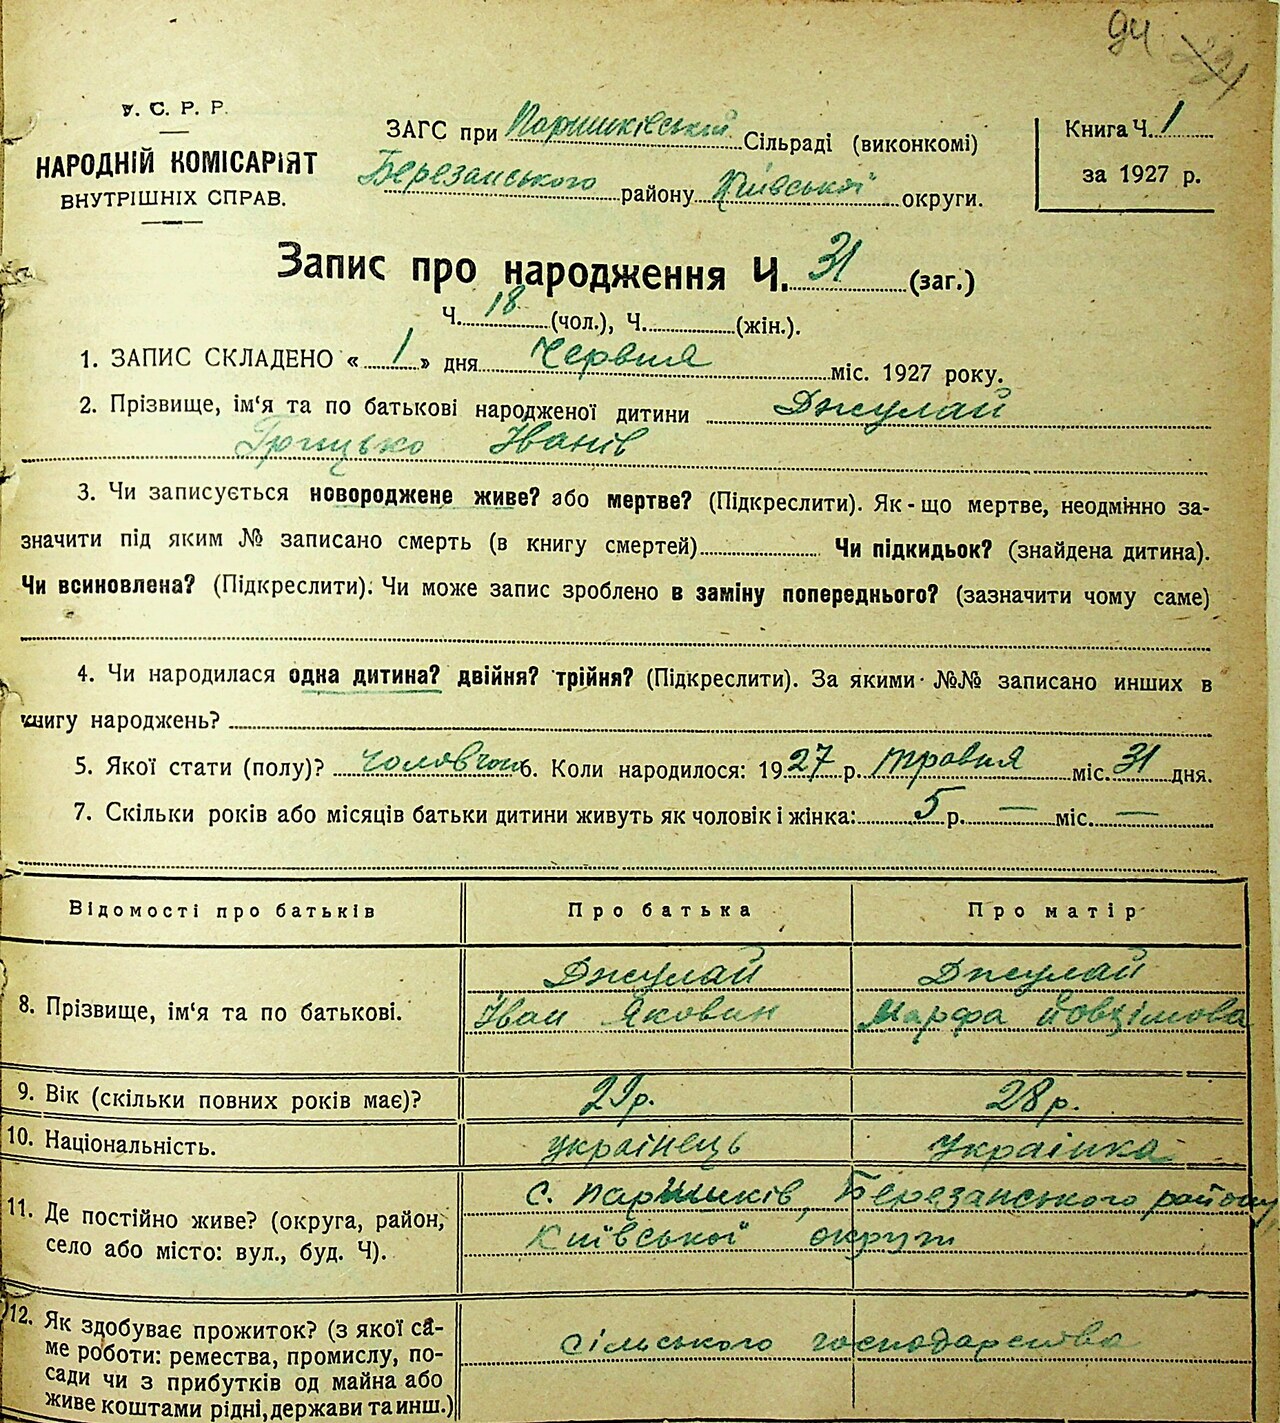 94
У. С. Р. Р.
НАРОДНІЙ КОМІСАРІЯТ
ВНУТРІШНІХ СПРАВ.
ЗАГС при Паришківський Сільраді (виконкомі)
Березанського району Київської округи.
Книга Ч. 1
за 1927 р.
Запис про народження Ч. 31 (заг.)
Ч. 18 (чол.), Ч. (жін.).
1. ЗАПИС СКЛАДЕНО « 1 » дня Червня міс. 1927 року.
2. Прізвище, ім‘я та по батькові народженої дитини Джулай
Грицько Іванів
3. Чи записується новороджене живе? або мертве? (Підкреслити). Як-що мертве, неодмінно за-
значити під яким № записано смерть (в книгу смертей) Чи підкидьок? (знайдена дитина).
Чи всиновлена? (Підкреслити). Чи може запис зроблено в заміну попереднього? (зазначити чому саме)
4. Чи народилася одна дитина? двійня? трійня? (Підкреслити). За якими №№ записано инших в
книгу народжень?
5. Якої стати (полу)? чоловчоі 6. Коли народилося: 1927 р. травня міс. 31 дня.
7. Скільки років або місяців батьки дитини живуть як чоловік і жінка: 5 р. — міс. —
Відомості про батьків Про батька Про матір
8. Прізвище, ім‘я та по батькові.
Джулай Джулай
Іван Яковин Марфа Йовцімова
9. Вік (скільки повних років має)? 29р. 28р.
10. Національність. українець Українка
11. Де постійно живе? (округа, район,
село або місто: вул., буд. Ч).
с. Паришків, Березанського району
Київської округи
12. Як здобуває прожиток? (з якої са-
ме роботи: ремества, промислу, по-
сади чи з прибутків од майна або
живе коштами рідні, держави та инш.)
сільського господарства